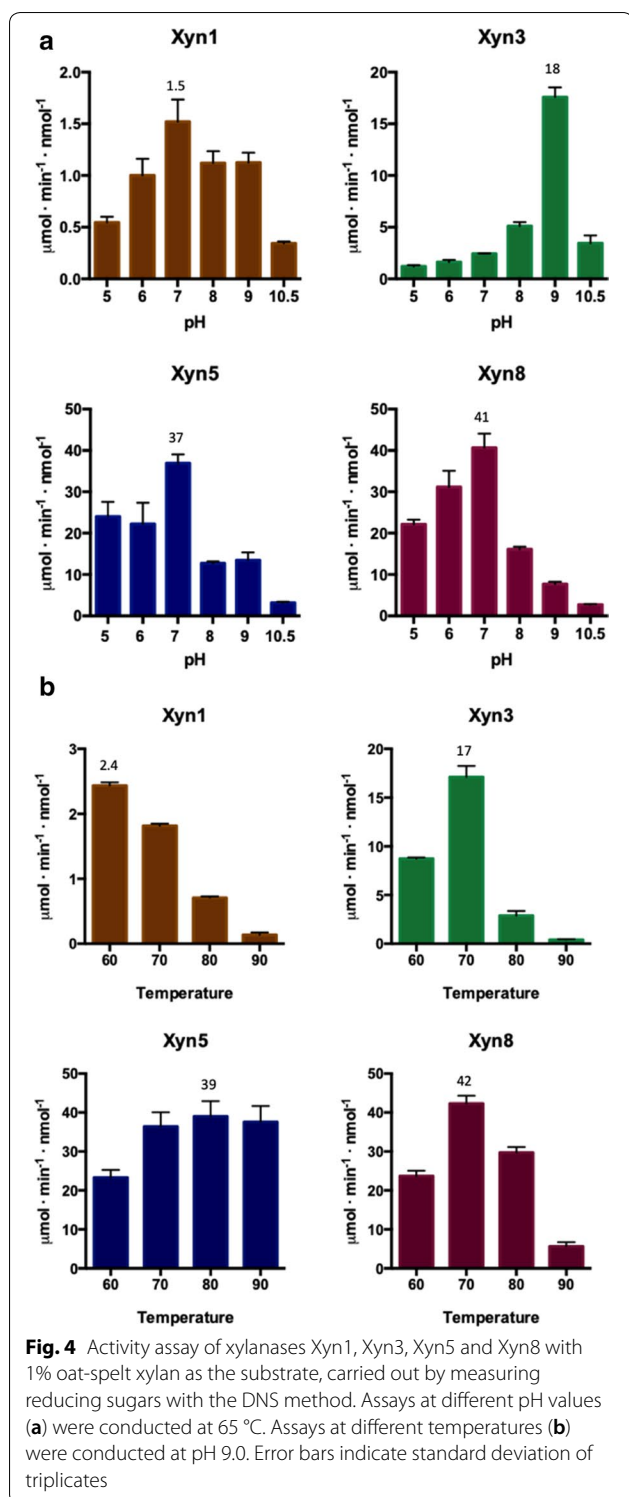 a
Xyn1
Xyn3
µmol · min⁻¹ · nmol⁻¹
2.0
1.5
1.0
0.5
0.0
1.5
5 6 7 8 9 10.5
pH
µmol · min⁻¹ · nmol⁻¹
20
15
10
5
0
18
5 6 7 8 9 10.5
pH
Xyn5
Xyn8
µmol · min⁻¹ · nmol⁻¹
50
40
30
20
10
0
37
5 6 7 8 9 10.5
pH
µmol · min⁻¹ · nmol⁻¹
50
40
30
20
10
0
41
5 6 7 8 9 10.5
pH
b
Xyn1
Xyn3
µmol · min⁻¹ · nmol⁻¹
3
2
1
0
2.4
60 70 80 90
Temperature
µmol · min⁻¹ · nmol⁻¹
20
15
10
5
0
17
60 70 80 90
Temperature
Xyn5
Xyn8
µmol · min⁻¹ · nmol⁻¹
50
40
30
20
10
0
39
60 70 80 90
Temperature
µmol · min⁻¹ · nmol⁻¹
50
40
30
20
10
0
42
60 70 80 90
Temperature
Fig. 4 Activity assay of xylanases Xyn1, Xyn3, Xyn5 and Xyn8 with
1% oat-spelt xylan as the substrate, carried out by measuring
reducing sugars with the DNS method. Assays at different pH values
(a) were conducted at 65 °C. Assays at different temperatures (b)
were conducted at pH 9.0. Error bars indicate standard deviation of
triplicates